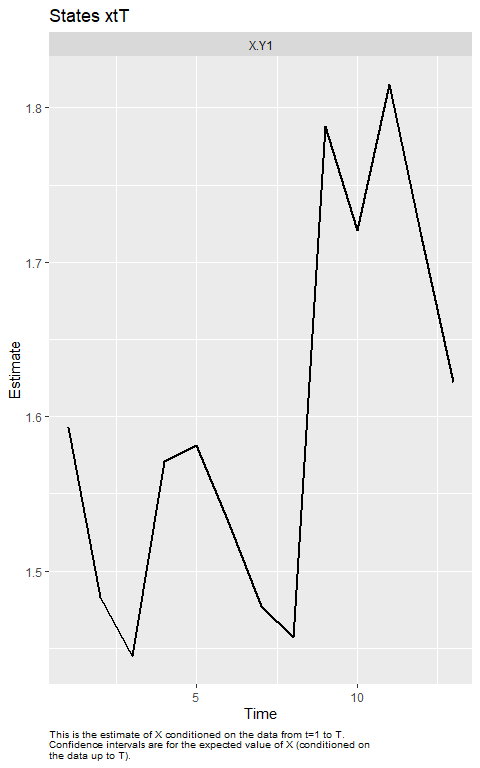 States xtT
X.Y1
1.8
1.7
1.6
1.5
Estimate
5
10
Time
This is the estimate of X conditioned on the data from t=1 to T.
Confidence intervals are for the expected value of X (conditioned on
the data up to T).